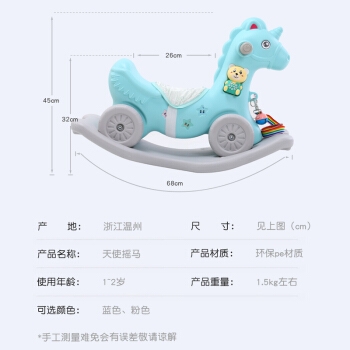 26cm
45cm
32cm
68cm
产 地： 浙江温州 尺 寸： 见上图（cm）
产品名称： 天使摇马 产品材质： 环保pe材质
使用年龄： 1~2岁 产品重量： 1.5kg左右
可选颜色： 蓝色、粉色
*手工测量难免会有误差敬请谅解